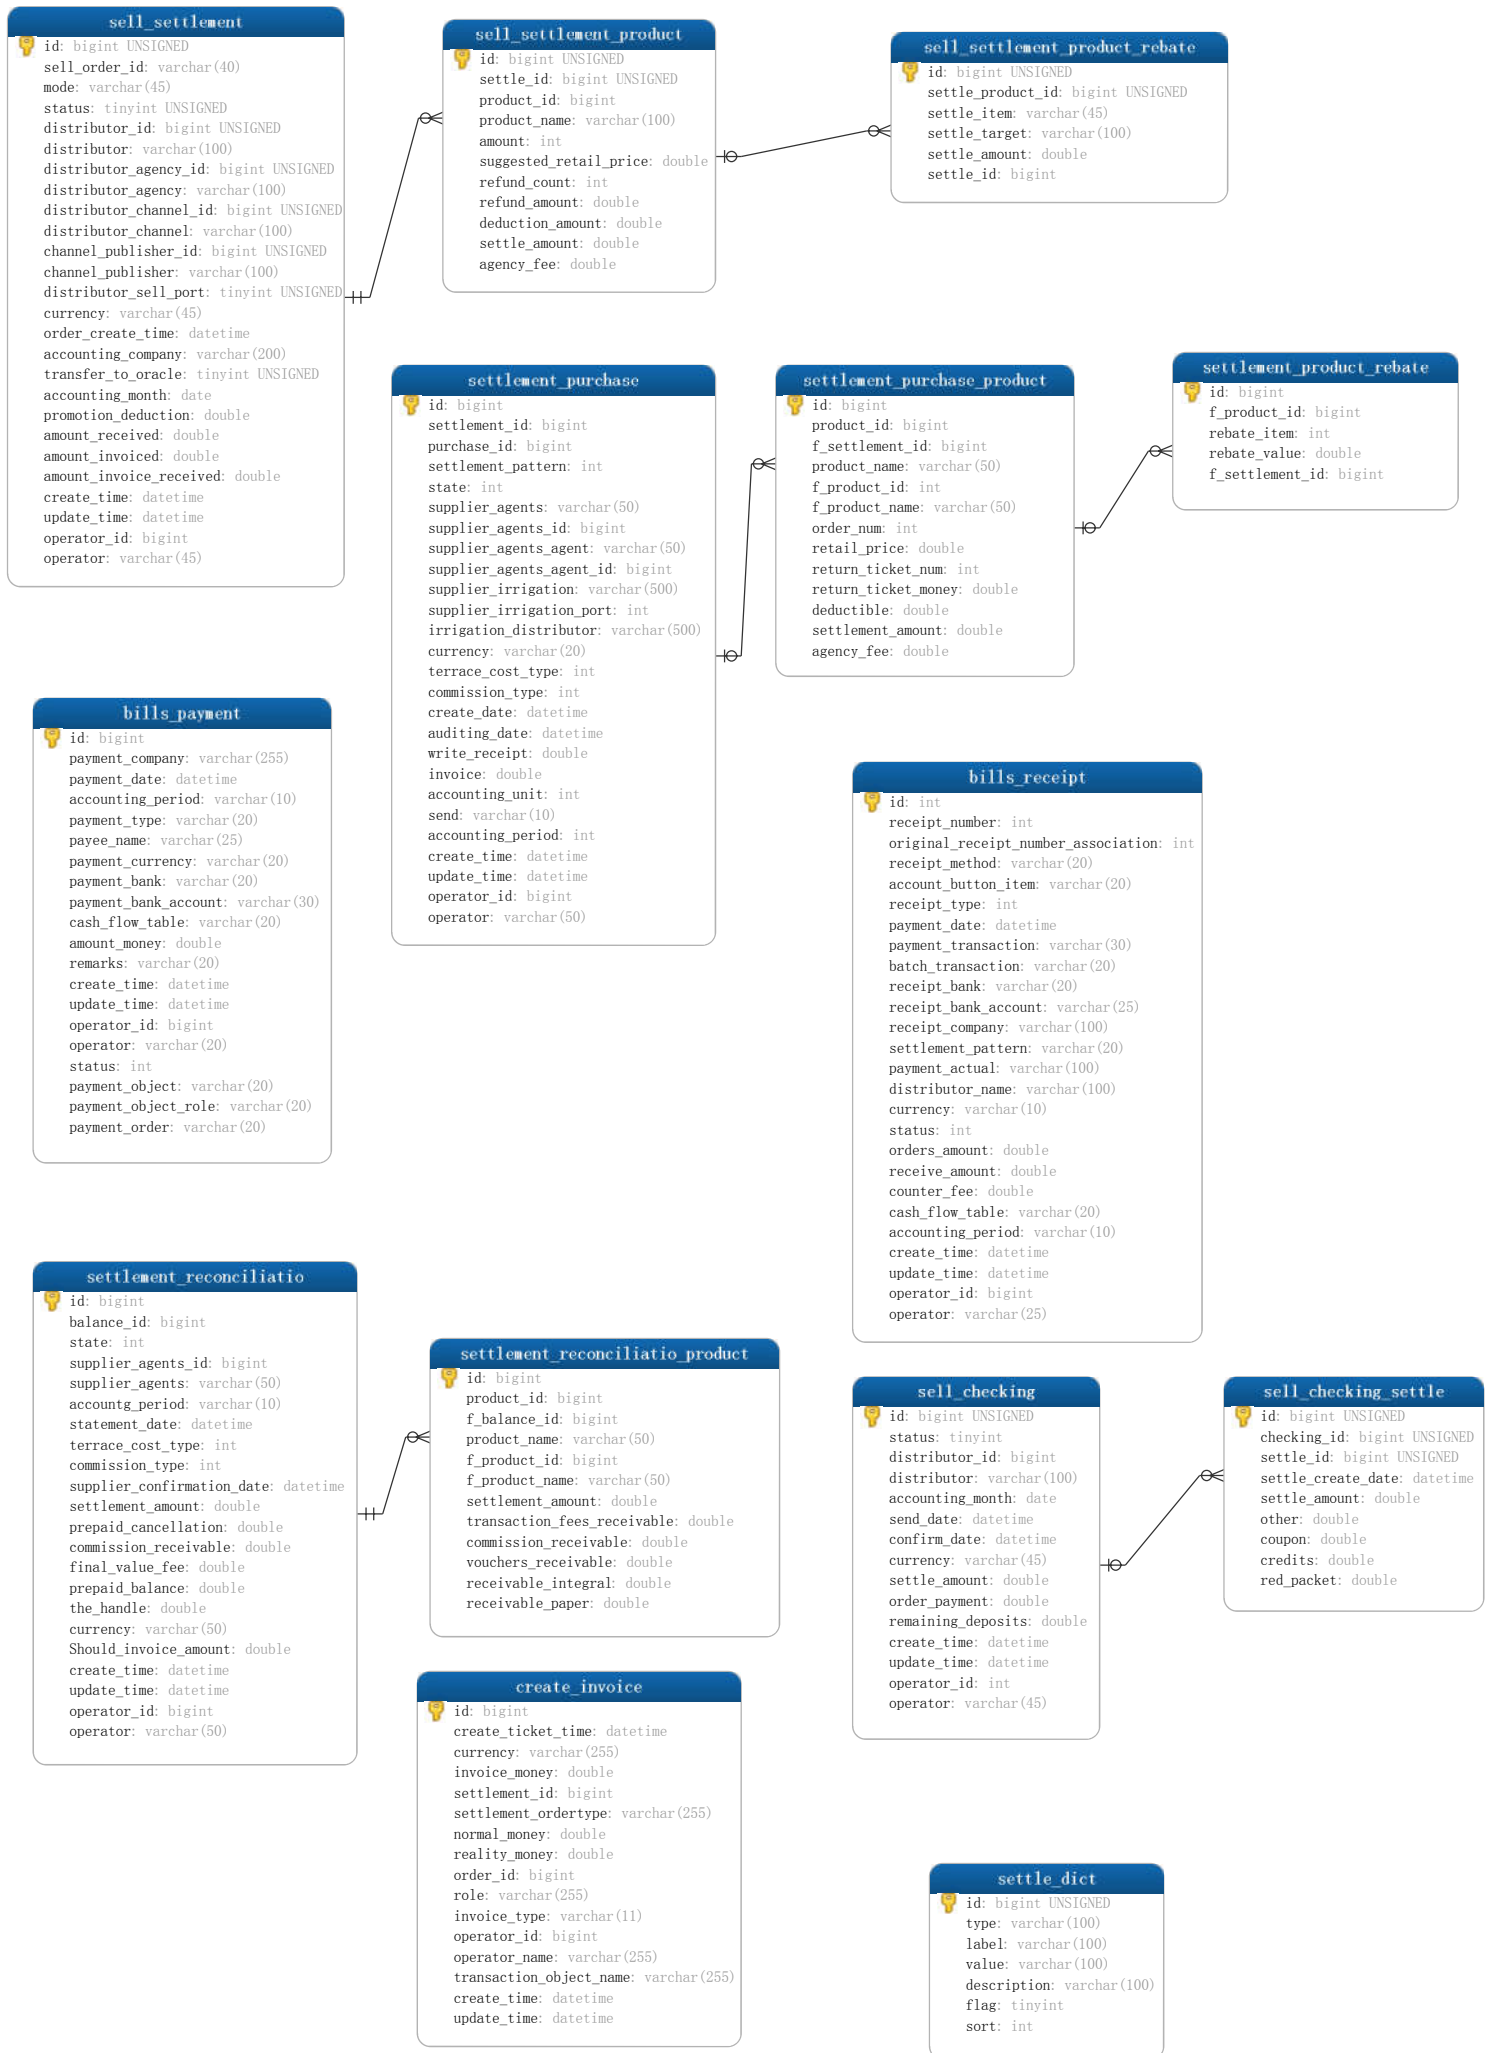 sell_settlement
id: bigint UNSIGNED
sell_order_id: varchar(40)
mode: varchar(45)
status: tinyint UNSIGNED
distributor_id: bigint UNSIGNED
distributor: varchar(100)
distributor_agency_id: bigint UNSIGNED
distributor_agency: varchar(100)
distributor_channel_id: bigint UNSIGNED
distributor_channel: varchar(100)
channel_publisher_id: bigint UNSIGNED
channel_publisher: varchar(100)
distributor_sell_port: tinyint UNSIGNED
currency: varchar(45)
order_create_time: datetime
accounting_company: varchar(200)
transfer_to_oracle: tinyint UNSIGNED
accounting_month: date
promotion_deduction: double
amount_received: double
amount_invoiced: double
amount_invoice_received: double
create_time: datetime
update_time: datetime
operator_id: bigint
operator: varchar(45)
sell_settlement_product
id: bigint UNSIGNED
settle_id: bigint UNSIGNED
product_id: bigint
product_name: varchar(100)
amount: int
suggested_retail_price: double
refund_count: int
refund_amount: double
deduction_amount: double
settle_amount: double
agency_fee: double
sell_settlement_product_rebate
id: bigint UNSIGNED
settle_product_id: bigint UNSIGNED
settle_item: varchar(45)
settle_target: varchar(100)
settle_amount: double
settle_id: bigint
settlement_purchase
id: bigint
settlement_id: bigint
purchase_id: bigint
settlement_pattern: int
state: int
supplier_agents: varchar(50)
supplier_agents_id: bigint
supplier_agents_agent: varchar(50)
supplier_agents_agent_id: bigint
supplier_irrigation: varchar(500)
supplier_irrigation_port: int
irrigation_distributor: varchar(500)
currency: varchar(20)
terrace_cost_type: int
commission_type: int
create_date: datetime
auditing_date: datetime
write_receipt: double
invoice: double
accounting_unit: int
send: varchar(10)
accounting_period: int
create_time: datetime
update_time: datetime
operator_id: bigint
operator: varchar(50)
settlement_purchase_product
id: bigint
product_id: bigint
f_settlement_id: bigint
product_name: varchar(50)
f_product_id: int
f_product_name: varchar(50)
order_num: int
retail_price: double
return_ticket_num: int
return_ticket_money: double
deductible: double
settlement_amount: double
agency_fee: double
settlement_product_rebate
id: bigint
f_product_id: bigint
rebate_item: int
rebate_value: double
f_settlement_id: bigint
bills_payment
id: bigint
payment_company: varchar(255)
payment_date: datetime
accounting_period: varchar(10)
payment_type: varchar(20)
payee_name: varchar(25)
payment_currency: varchar(20)
payment_bank: varchar(20)
payment_bank_account: varchar(30)
cash_flow_table: varchar(20)
amount_money: double
remarks: varchar(20)
create_time: datetime
update_time: datetime
operator_id: bigint
operator: varchar(20)
status: int
payment_object: varchar(20)
payment_object_role: varchar(20)
payment_order: varchar(20)
bills_receipt
id: int
receipt_number: int
original_receipt_number_association: int
receipt_method: varchar(20)
account_button_item: varchar(20)
receipt_type: int
payment_date: datetime
payment_transaction: varchar(30)
batch_transaction: varchar(20)
receipt_bank: varchar(20)
receipt_bank_account: varchar(25)
receipt_company: varchar(100)
settlement_pattern: varchar(20)
payment_actual: varchar(100)
distributor_name: varchar(100)
currency: varchar(10)
status: int
orders_amount: double
receive_amount: double
counter_fee: double
cash_flow_table: varchar(20)
accounting_period: varchar(10)
create_time: datetime
update_time: datetime
operator_id: bigint
operator: varchar(25)
settlement_reconciliatio
id: bigint
balance_id: bigint
state: int
supplier_agents_id: bigint
supplier_agents: varchar(50)
accountg_period: varchar(10)
statement_date: datetime
terrace_cost_type: int
commission_type: int
supplier_confirmation_date: datetime
settlement_amount: double
prepaid_cancellation: double
commission_receivable: double
final_value_fee: double
prepaid_balance: double
the_handle: double
currency: varchar(50)
Should_invoice_amount: double
create_time: datetime
update_time: datetime
operator_id: bigint
operator: varchar(50)
settlement_reconciliatio_product
id: bigint
product_id: bigint
f_balance_id: bigint
product_name: varchar(50)
f_product_id: bigint
f_product_name: varchar(50)
settlement_amount: double
transaction_fees_receivable: double
commission_receivable: double
vouchers_receivable: double
receivable_integral: double
receivable_paper: double
sell_checking
id: bigint UNSIGNED
status: tinyint
distributor_id: bigint
distributor: varchar(100)
accounting_month: date
send_date: datetime
confirm_date: datetime
currency: varchar(45)
settle_amount: double
order_payment: double
remaining_deposits: double
create_time: datetime
update_time: datetime
operator_id: int
operator: varchar(45)
sell_checking_settle
id: bigint UNSIGNED
checking_id: bigint UNSIGNED
settle_id: bigint UNSIGNED
settle_create_date: datetime
settle_amount: double
other: double
coupon: double
credits: double
red_packet: double
create_invoice
id: bigint
create_ticket_time: datetime
currency: varchar(255)
invoice_money: double
settlement_id: bigint
settlement_ordertype: varchar(255)
normal_money: double
reality_money: double
order_id: bigint
role: varchar(255)
invoice_type: varchar(11)
operator_id: bigint
operator_name: varchar(255)
transaction_object_name: varchar(255)
create_time: datetime
update_time: datetime
settle_dict
id: bigint UNSIGNED
type: varchar(100)
label: varchar(100)
value: varchar(100)
description: varchar(100)
flag: tinyint
sort: int